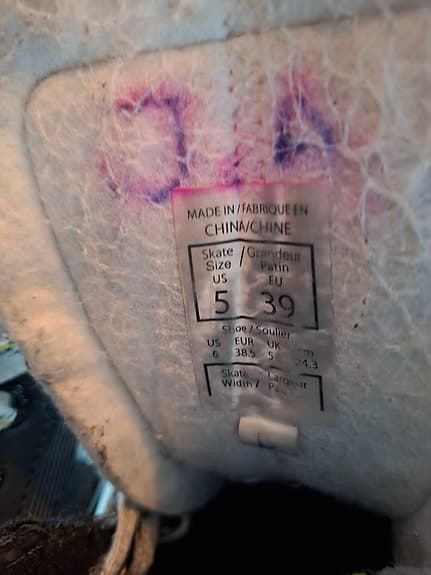 J.A
MADE IN/FABRIQUE EN
CHINA/CHINE
Skate / Grandeur
Size Patin
US EU
5 39
Shoe / Soulier
US EUR UK
6 38.5 5 24.3
Skate Largeur
Width /